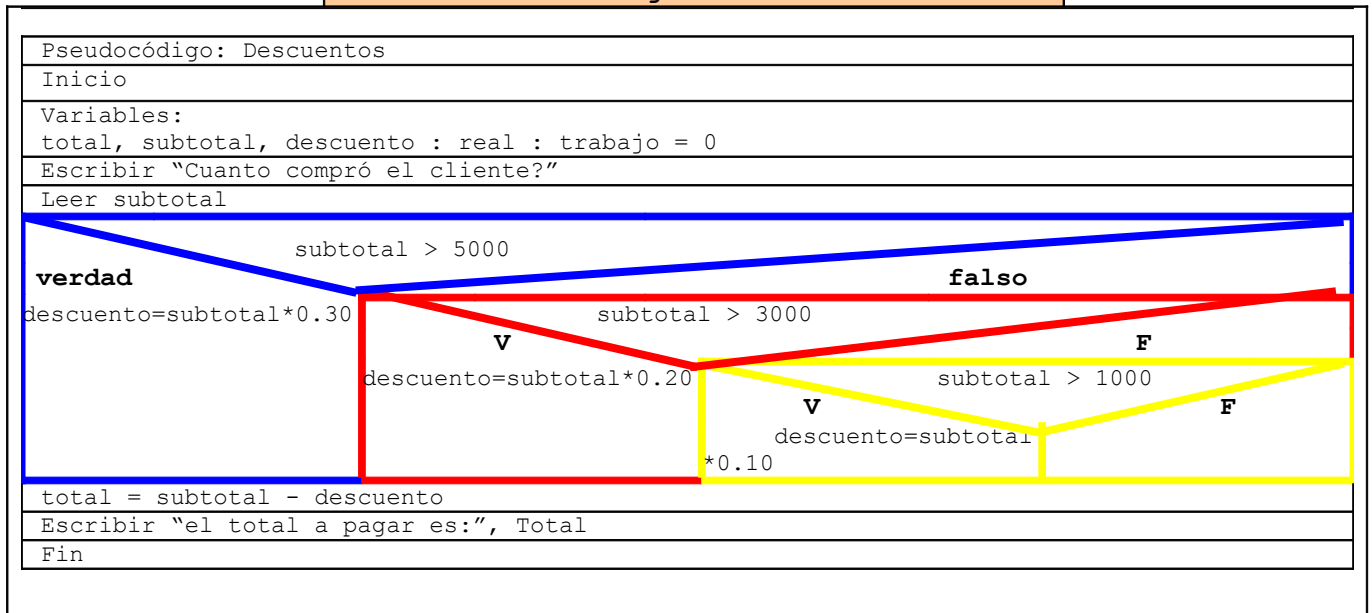 Pseudocódigo: Descuentos
Inicio
Variables:
total, subtotal, descuento : real : trabajo = 0
Escribir “Cuanto compró el cliente?”
Leer subtotal
subtotal > 5000
verdad falso
descuento=subtotal*0.30 subtotal > 3000
V F
descuento=subtotal*0.20 subtotal > 1000
V F
descuento=subtotal
*0.10
total = subtotal - descuento
Escribir “el total a pagar es:”, Total
Fin